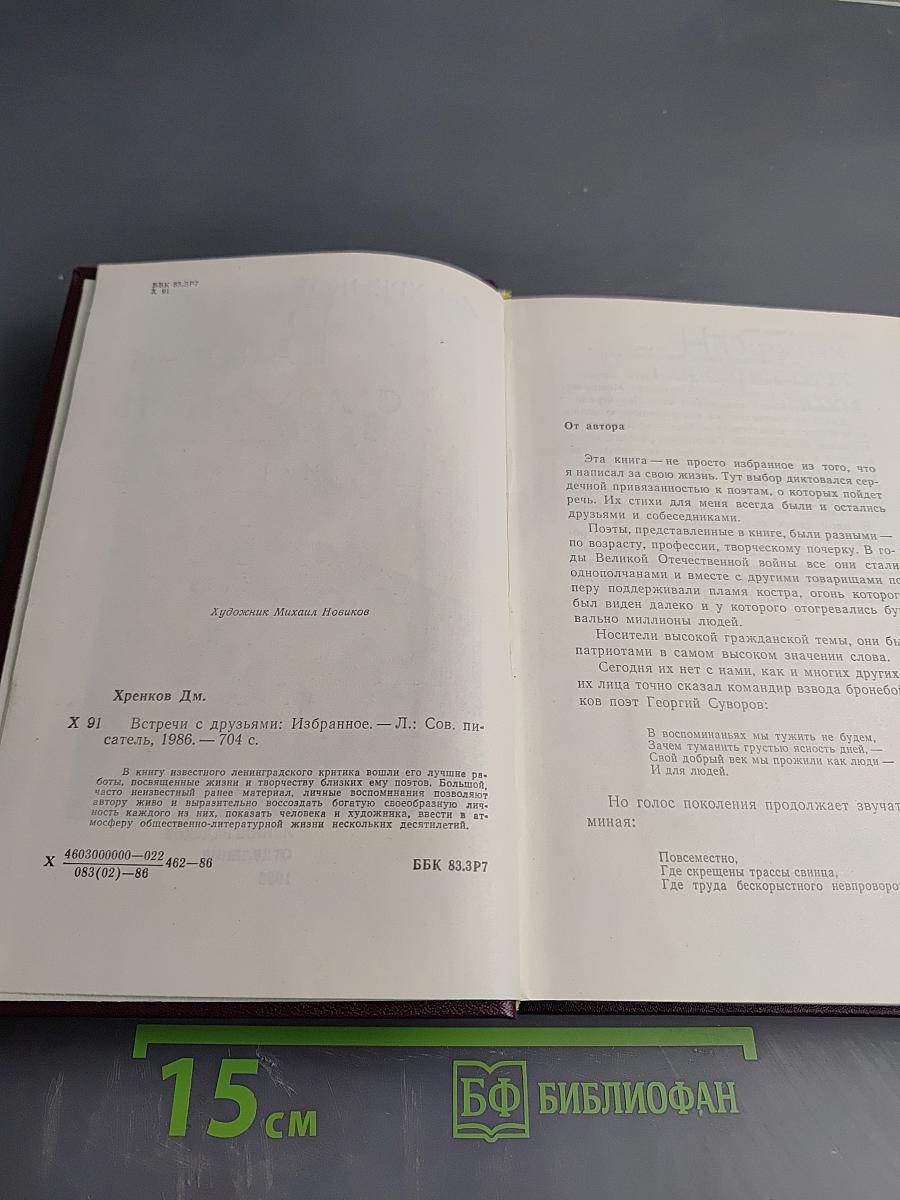 ББК 83.3Р7
Х 91
Художник Михаил Новиков
Хренков Дм.
Х 91 Встречи с друзьями: Избранное. — Л.: Сов. пи-
сатель, 1986. — 704 с.
В книгу известного ленинградского критика вошли его лучшие ра-
боты, посвященные жизни и творчеству близких ему поэтов. Большой,
часто неизвестный ранее материал, личные воспоминания позволяют
автору живо и выразительно воссоздать богатую своеобразную лич-
ность каждого из них, показать человека и художника, ввести в ат-
мосферу общественно-литературной жизни нескольких десятилетий.
Х 4603000000—022 462—86
083(02)—86
ББК 83.3Р7
От автора
Эта книга — не просто избранное из того, что
я написал за свою жизнь. Тут выбор диктовался сер-
дечной привязанностью к поэтам, о которых пойдет
речь. Их стихи для меня всегда были и остались
друзьями и собеседниками.
Поэты, представленные в книге, были разными —
по возрасту, профессии, творческому почерку. В го-
ды Великой Отечественной войны все они стали
однополчанами и вместе с другими товарищами по
перу поддерживали пламя костра, огонь которог
был виден далеко и у которого отогревались бу
вально миллионы людей.
Носители высокой гражданской темы, они бы
патриотами в самом высоком значении слова.
Сегодня их нет с нами, как и многих других
их лица точно сказал командир взвода бронебой
ков поэт Георгий Суворов:
В воспоминаньях мы тужить не будем,
Зачем туманить грустью ясность дней, —
Свой добрый век мы прожили как люди —
И для людей.
Но голос поколения продолжает звучат
миная:
Повсеместно,
Где скрещены трассы свинца,
Где труда бескорыстного невпроворот
15 см
БФ БИБЛИОФАН